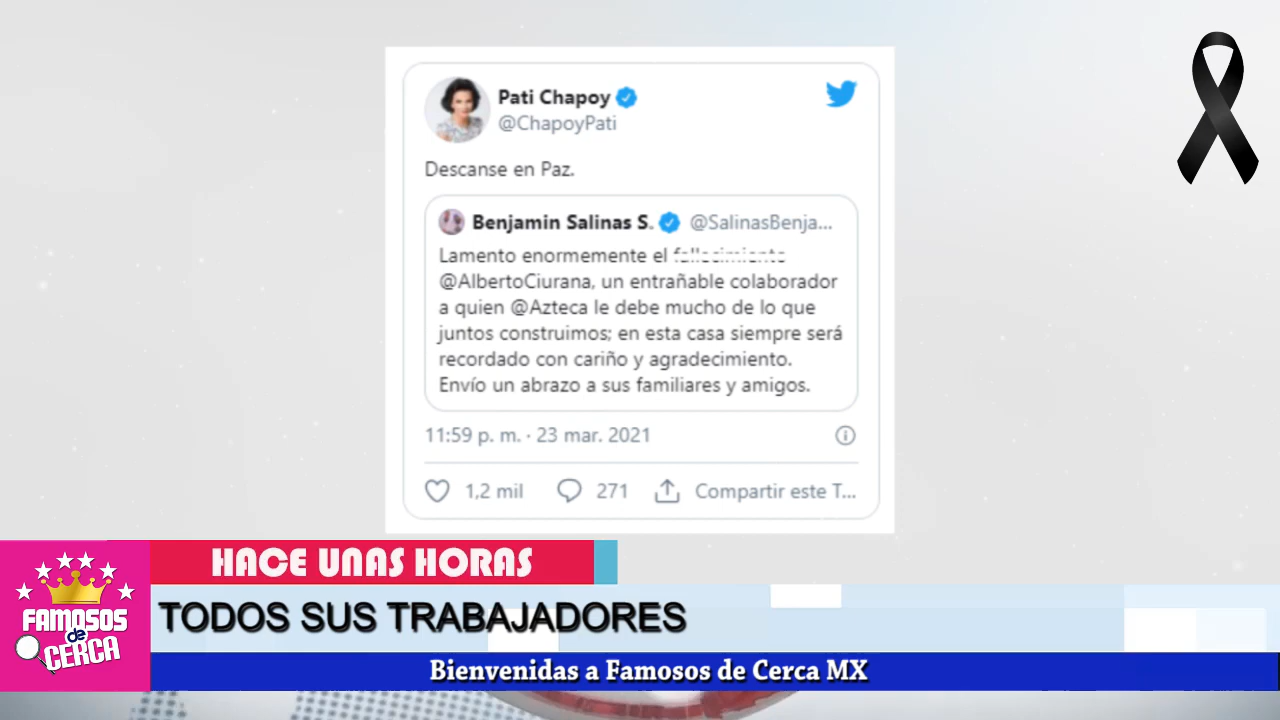 Pati Chapoy
@ChapoyPati
Descanse en Paz.
Benjamin Salinas S. @SalinasBenja...
Lamento enormemente el
@AlbertoCiurana, un entrañable colaborador
a quien @Azteca le debe mucho de lo que
juntos construimos; en esta casa siempre será
recordado con cariño y agradecimiento.
Envío un abrazo a sus familiares y amigos.
11:59 p. m. · 23 mar. 2021
1,2 mil 271 Compartir este T...
HACE UNAS HORAS
TODOS SUS TRABAJADORES
FAMOSOS
de
CERCA
Bienvenidas a Famosos de Cerca MX